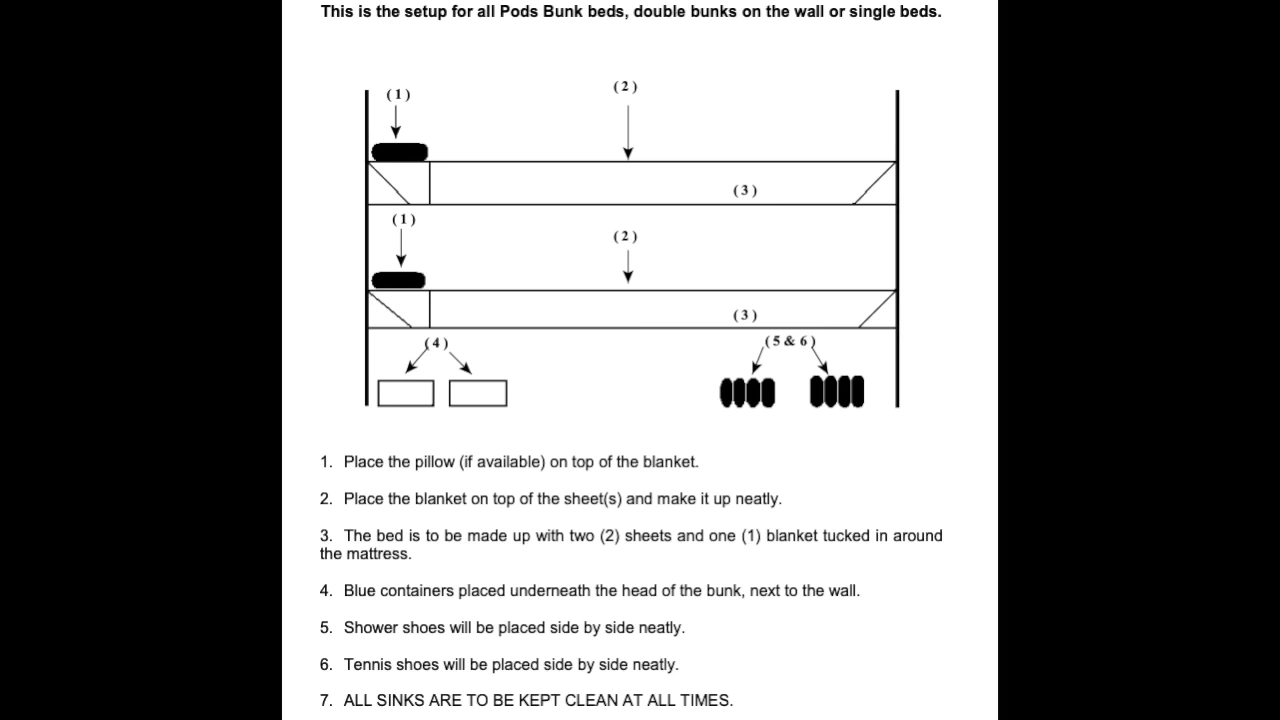 This is the setup for all Pods Bunk beds, double bunks on the wall or single beds.
(1)
(2)
(3)
(1)
(2)
(3)
(4)
(5 & 6)
1. Place the pillow (if available) on top of the blanket.
2. Place the blanket on top of the sheet(s) and make it up neatly.
3. The bed is to be made up with two (2) sheets and one (1) blanket tucked in around
the mattress.
4. Blue containers placed underneath the head of the bunk, next to the wall.
5. Shower shoes will be placed side by side neatly.
6. Tennis shoes will be placed side by side neatly.
7. ALL SINKS ARE TO BE KEPT CLEAN AT ALL TIMES.